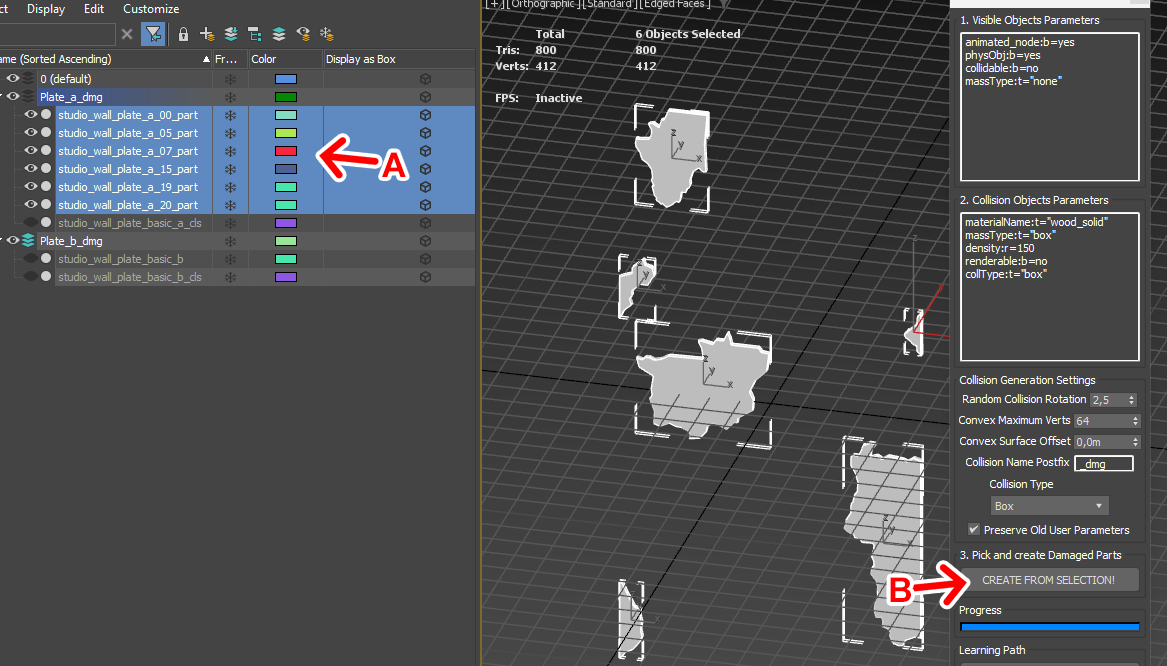 ct Display Edit Customize
ame (Sorted Ascending) Fr... Color Display as Box
0 (default)
Plate_a_dmg
studio_wall_plate_a_00_part
studio_wall_plate_a_05_part
studio_wall_plate_a_07_part
studio_wall_plate_a_15_part
studio_wall_plate_a_19_part
studio_wall_plate_a_20_part
studio_wall_plate_basic_a_cls
Plate_b_dmg
studio_wall_plate_basic_b
studio_wall_plate_basic_b_cls
A
[+][Orthographic][Standard][Edged Faces]
Total 6 Objects Selected
Tris: 800 800
Verts: 412 412
FPS: Inactive
z
y
x
z
y
x
z
y
x
z
z
y
x
z
x
1. Visible Objects Parameters
animated_node:b=yes
physObj:b=yes
collidable:b=no
massType:t="none"
2. Collision Objects Parameters
materialName:t="wood_solid"
massType:t="box"
density:r=150
renderable:b=no
collType:t="box"
Collision Generation Settings
Random Collision Rotation 2,5
Convex Maximum Verts 64
Convex Surface Offset 0,0m
Collision Name Postfix _dmg
Collision Type
Box
Preserve Old User Parameters
3. Pick and create Damaged Parts
B
CREATE FROM SELECTION!
Progress
Learning Path